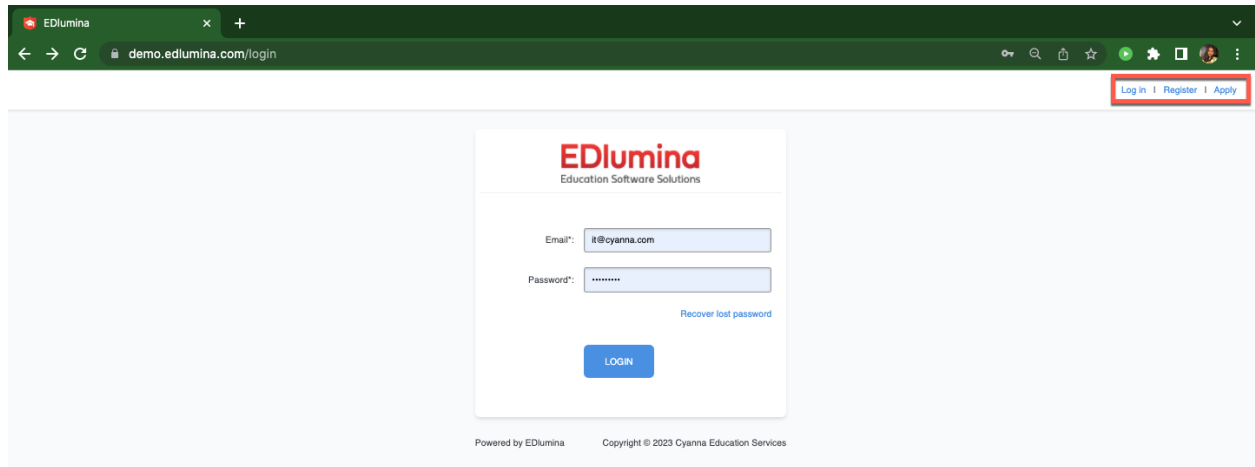 EDlumina
demo.edlumina.com/login
Log in | Register | Apply
EDlumina
Education Software Solutions
Email*: it@cyanna.com
Password*: •••••••••
Recover lost password
LOGIN
Powered by EDlumina Copyright © 2023 Cyanna Education Services